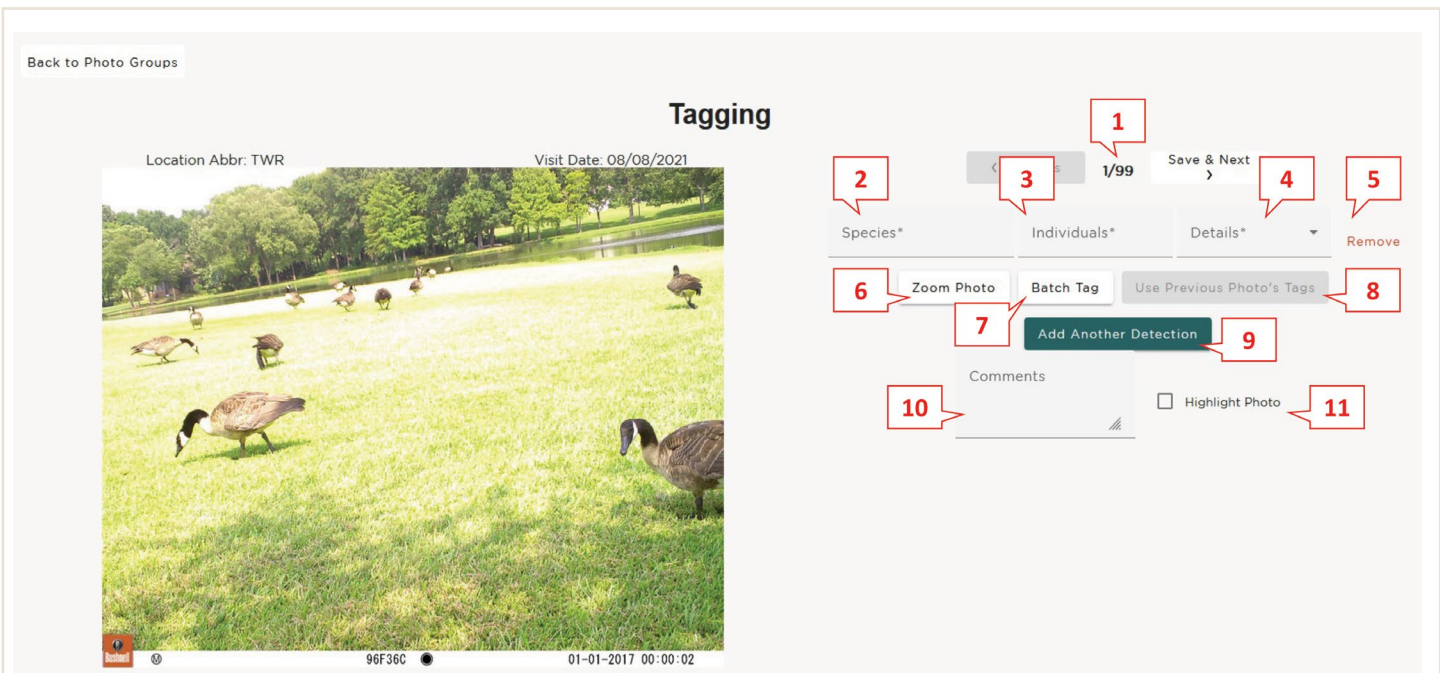 Back to Photo Groups
Tagging
1
Location Abbr: TWR
Visit Date: 08/08/2021
1/99
Save & Next
2
3
4
5
Species*
Individuals*
Details*
Remove
6
Zoom Photo
Batch Tag
Use Previous Photo's Tags
8
7
Add Another Detection
9
Comments
10
Highlight Photo
11
Bushnell
M
96F36C
01-01-2017 00:00:02